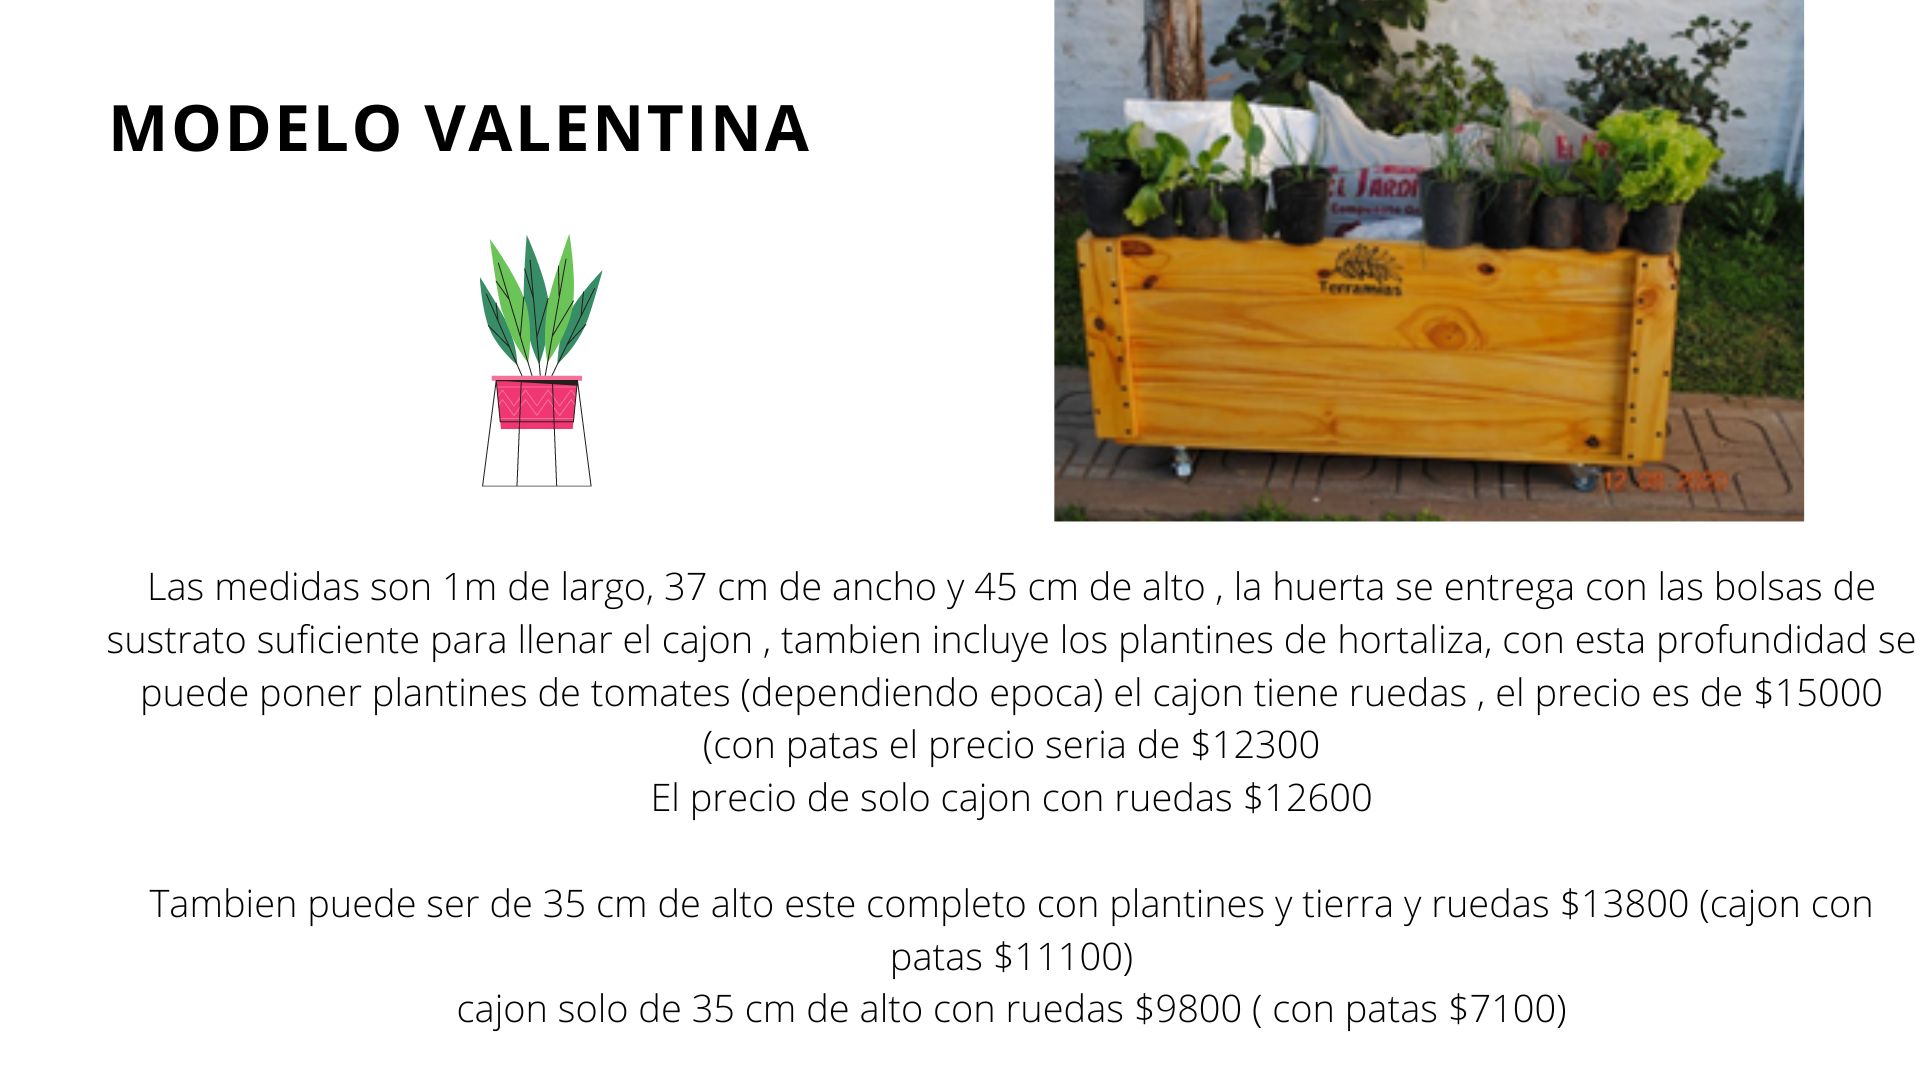 MODELO VALENTINA
EL JARDI
Terramias
12 09 2020
Las medidas son 1m de largo, 37 cm de ancho y 45 cm de alto , la huerta se entrega con las bolsas de
sustrato suficiente para llenar el cajon , tambien incluye los plantines de hortaliza, con esta profundidad se
puede poner plantines de tomates (dependiendo epoca) el cajon tiene ruedas , el precio es de $15000
(con patas el precio seria de $12300
El precio de solo cajon con ruedas $12600
Tambien puede ser de 35 cm de alto este completo con plantines y tierra y ruedas $13800 (cajon con
patas $11100)
cajon solo de 35 cm de alto con ruedas $9800 ( con patas $7100)